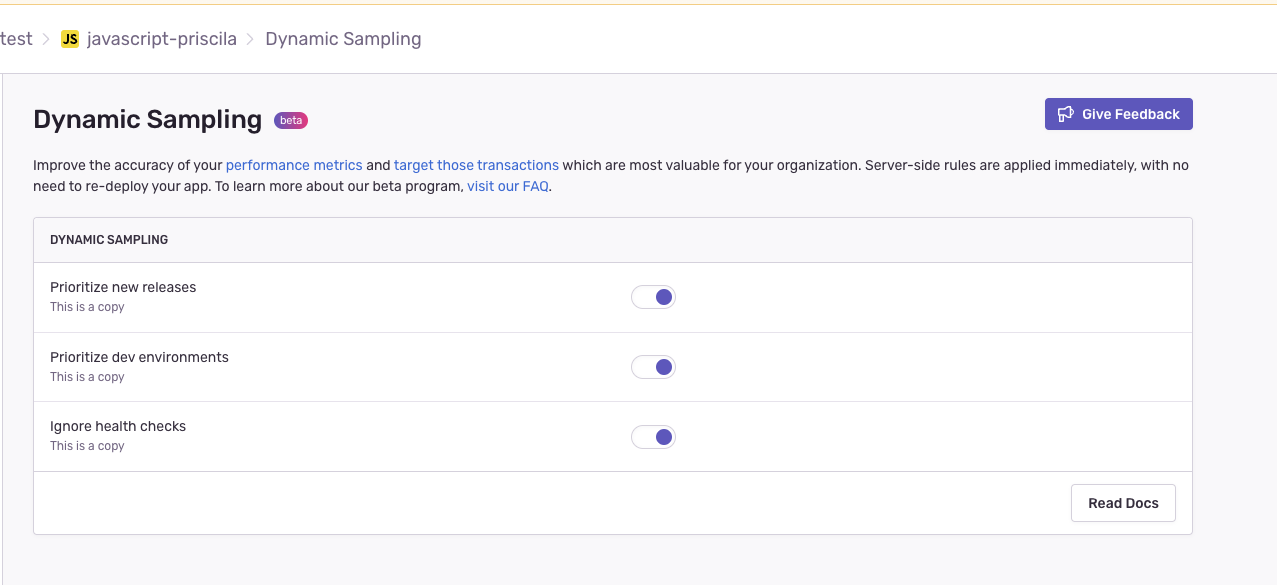 test > JS javascript-priscila > Dynamic Sampling
Dynamic Sampling beta
Give Feedback
Improve the accuracy of your performance metrics and target those transactions which are most valuable for your organization. Server-side rules are applied immediately, with no
need to re-deploy your app. To learn more about our beta program, visit our FAQ.
DYNAMIC SAMPLING
Prioritize new releases
This is a copy
Prioritize dev environments
This is a copy
Ignore health checks
This is a copy
Read Docs